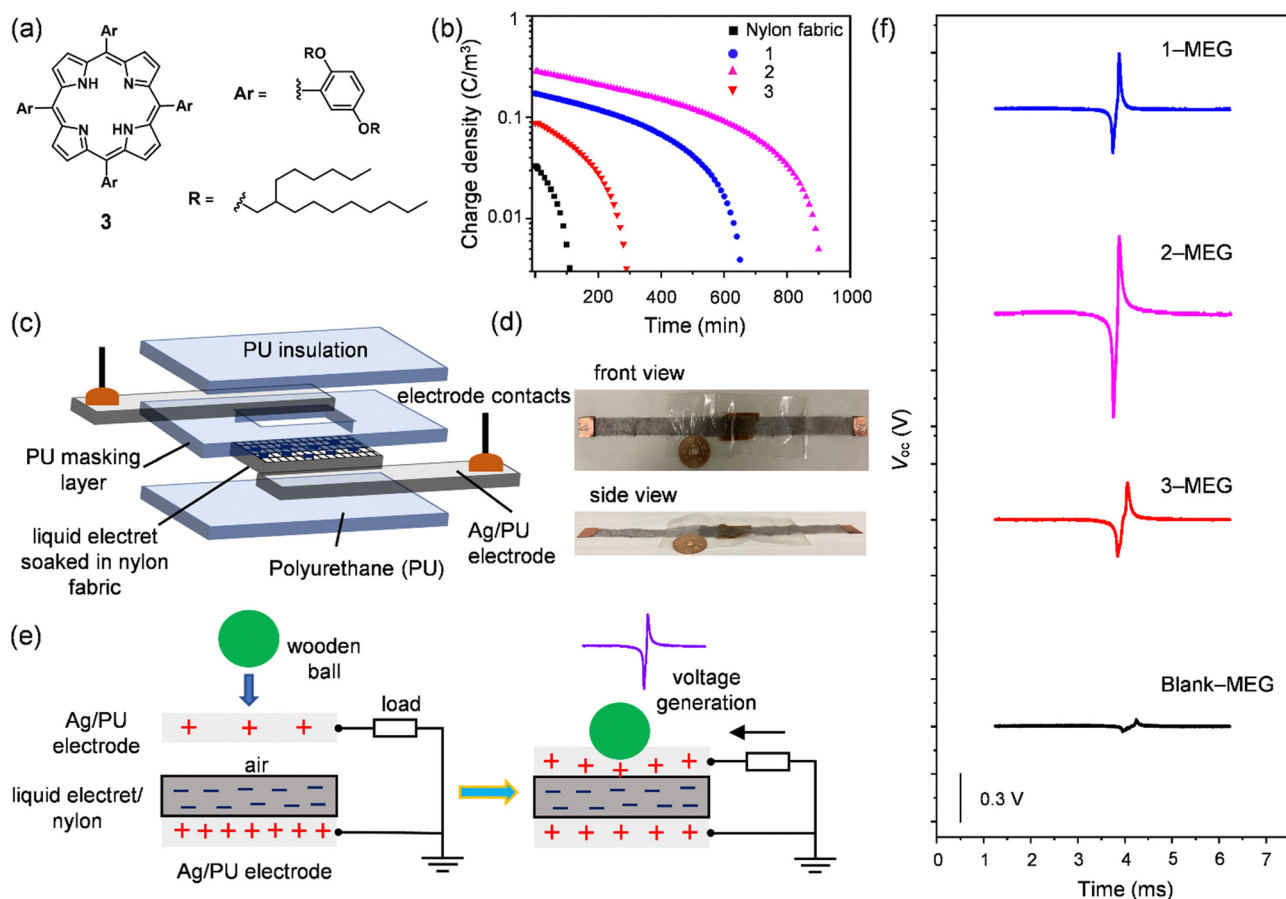 (a)
Ar
Ar
Ar
Ar
NH
N
N
HN
3
Ar =
RO
OR
R =
(b)
Charge density (C/m³)
1
0.1
0.01
Nylon fabric
1
2
3
200
400
600
800
1000
Time (min)
(c)
PU insulation
electrode contacts
PU masking
layer
liquid electret
soaked in nylon
fabric
Polyurethane (PU)
Ag/PU
electrode
(d)
front view
side view
(e)
wooden
ball
Ag/PU
electrode
load
air
liquid electret/
nylon
Ag/PU electrode
voltage
generation
(f)
1–MEG
2–MEG
3–MEG
Blank–MEG
Voc (V)
0.3 V
0
1
2
3
4
5
6
7
Time (ms)